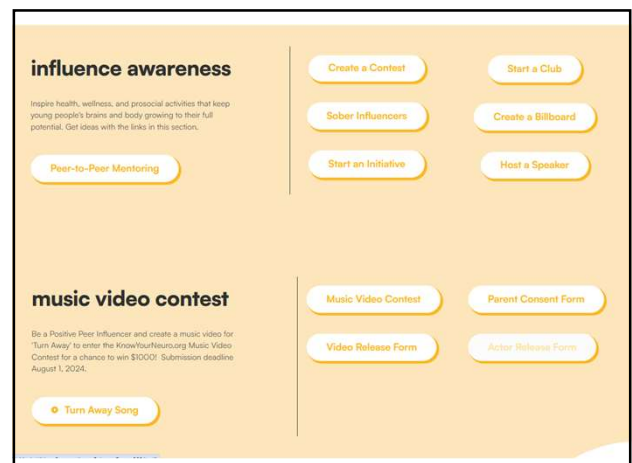 influence awareness
Inspire health, wellness, and prosocial activities that keep
young people's brains and body growing to their full
potential. Get ideas with the links in this section.
Peer-to-Peer Mentoring
Create a Contest
Start a Club
Sober Influencers
Create a Billboard
Start an Initiative
Host a Speaker
music video contest
Be a Positive Peer Influencer and create a music video for
'Turn Away' to enter the KnowYourNeuro.org Music Video
Contest for a chance to win $1000! Submission deadline
August 1, 2024.
Turn Away Song
Music Video Contest
Parent Consent Form
Video Release Form
Actor Release Form